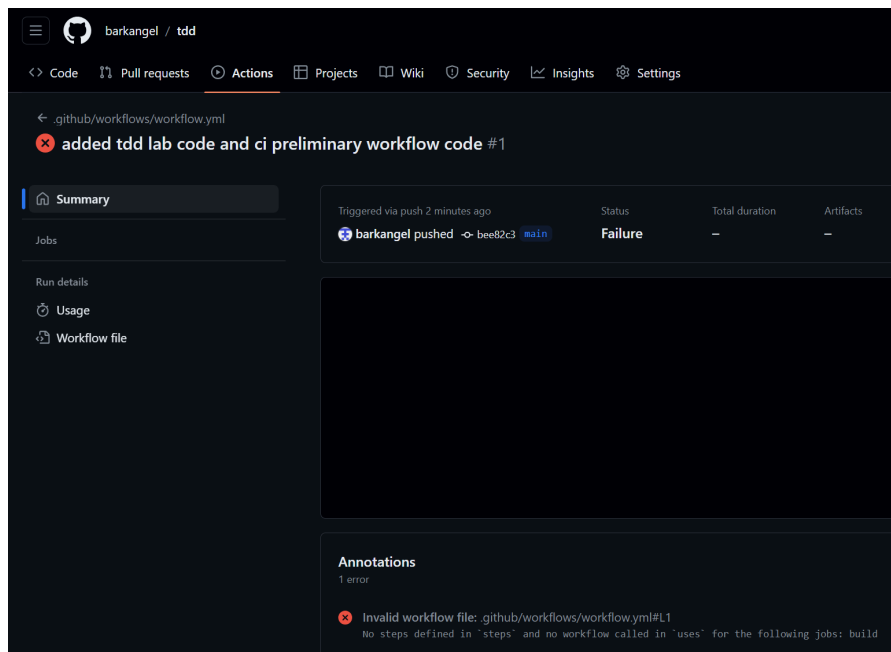 barkangel / tdd
Code Pull requests Actions Projects Wiki Security Insights Settings
.github/workflows/workflow.yml
added tdd lab code and ci preliminary workflow code #1
Summary
Jobs
Run details
Usage
Workflow file
Triggered via push 2 minutes ago
barkangel pushed bee82c3 main
Status
Failure
Total duration
–
Artifacts
–
Annotations
1 error
Invalid workflow file: .github/workflows/workflow.yml#L1
No steps defined in `steps` and no workflow called in `uses` for the following jobs: build